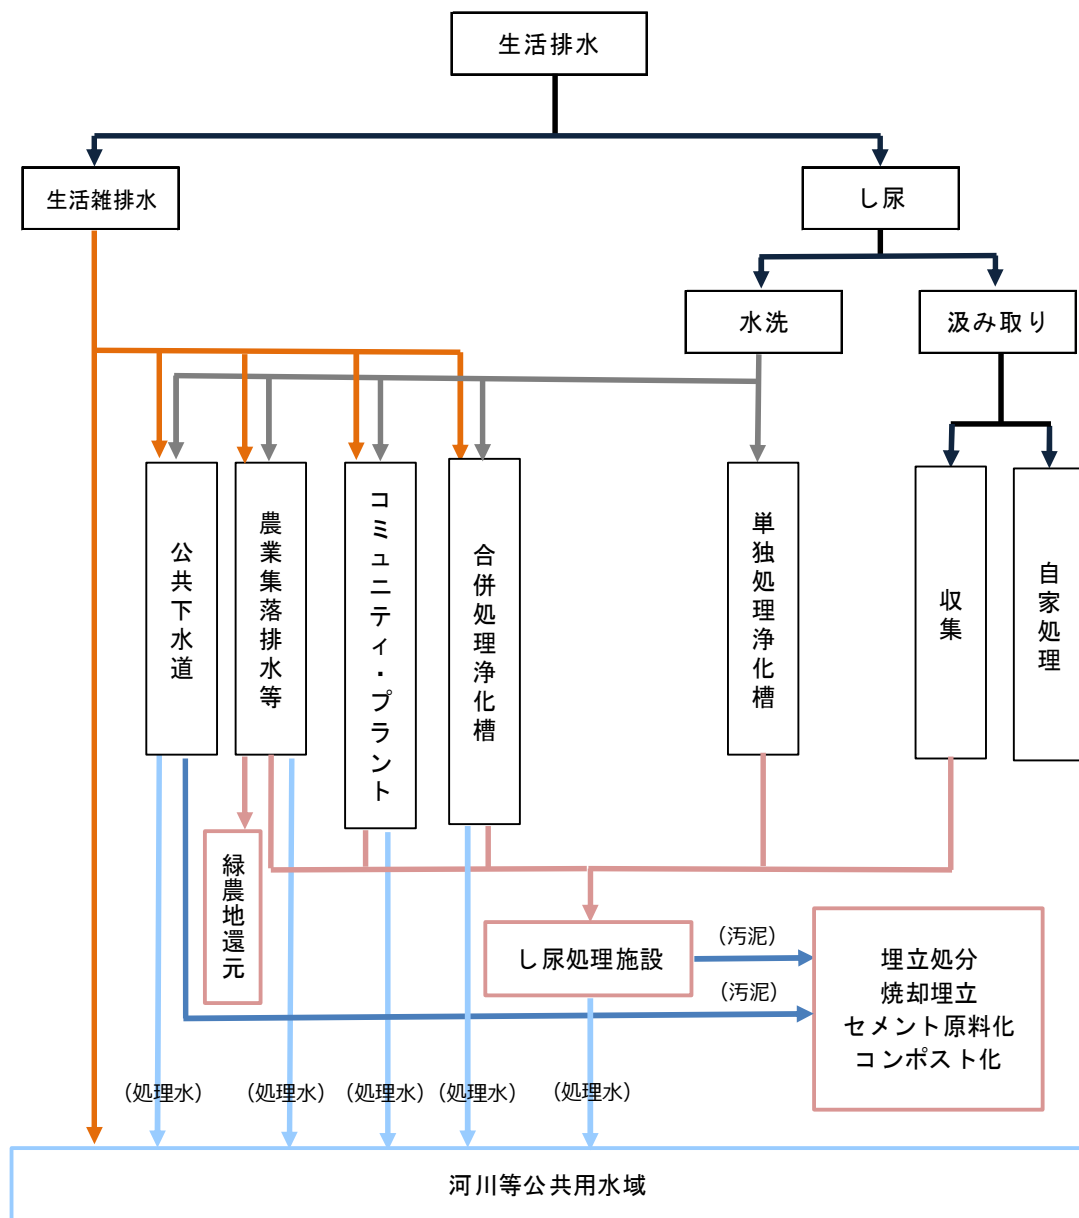 生活排水
生活雑排水
し尿
水洗
汲み取り
公共下水道
農業集落排水等
コミュニティ・プラント
合併処理浄化槽
単独処理浄化槽
収集
自家処理
緑農地還元
し尿処理施設
（汚泥）
（汚泥）
埋立処分
焼却埋立
セメント原料化
コンポスト化
（処理水）
（処理水）
（処理水）
（処理水）
（処理水）
河川等公共用水域